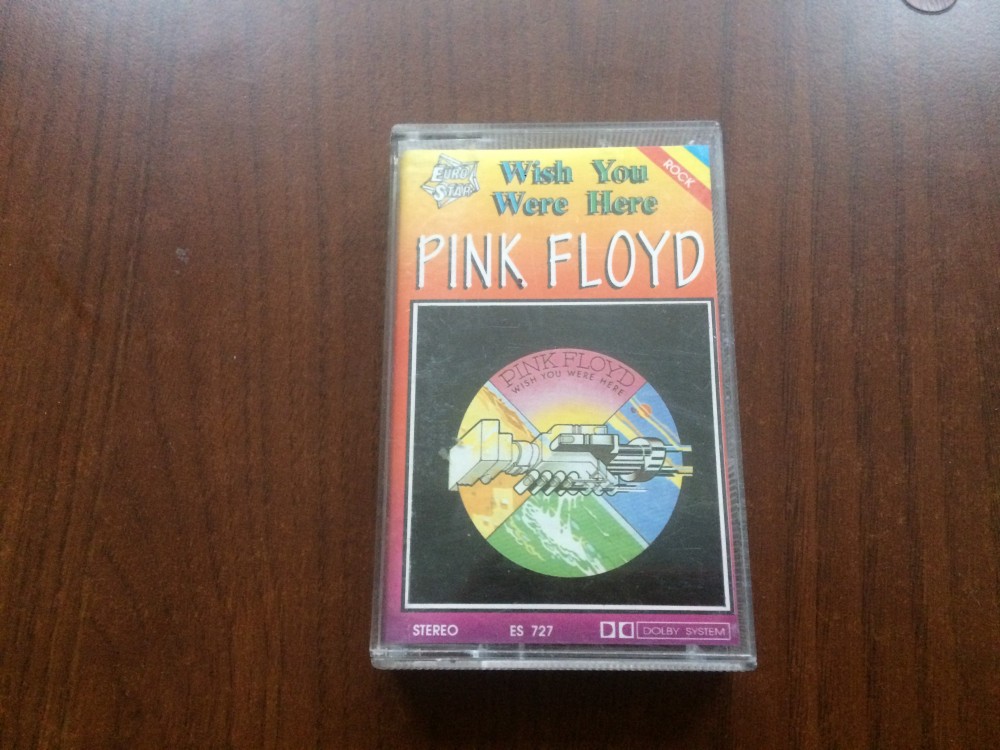 EURO
STAR
Wish You
Were Here
ROCK
PINK FLOYD
PINK FLOYD
WISH YOU WERE HERE
STEREO ES 727 DOLBY SYSTEM